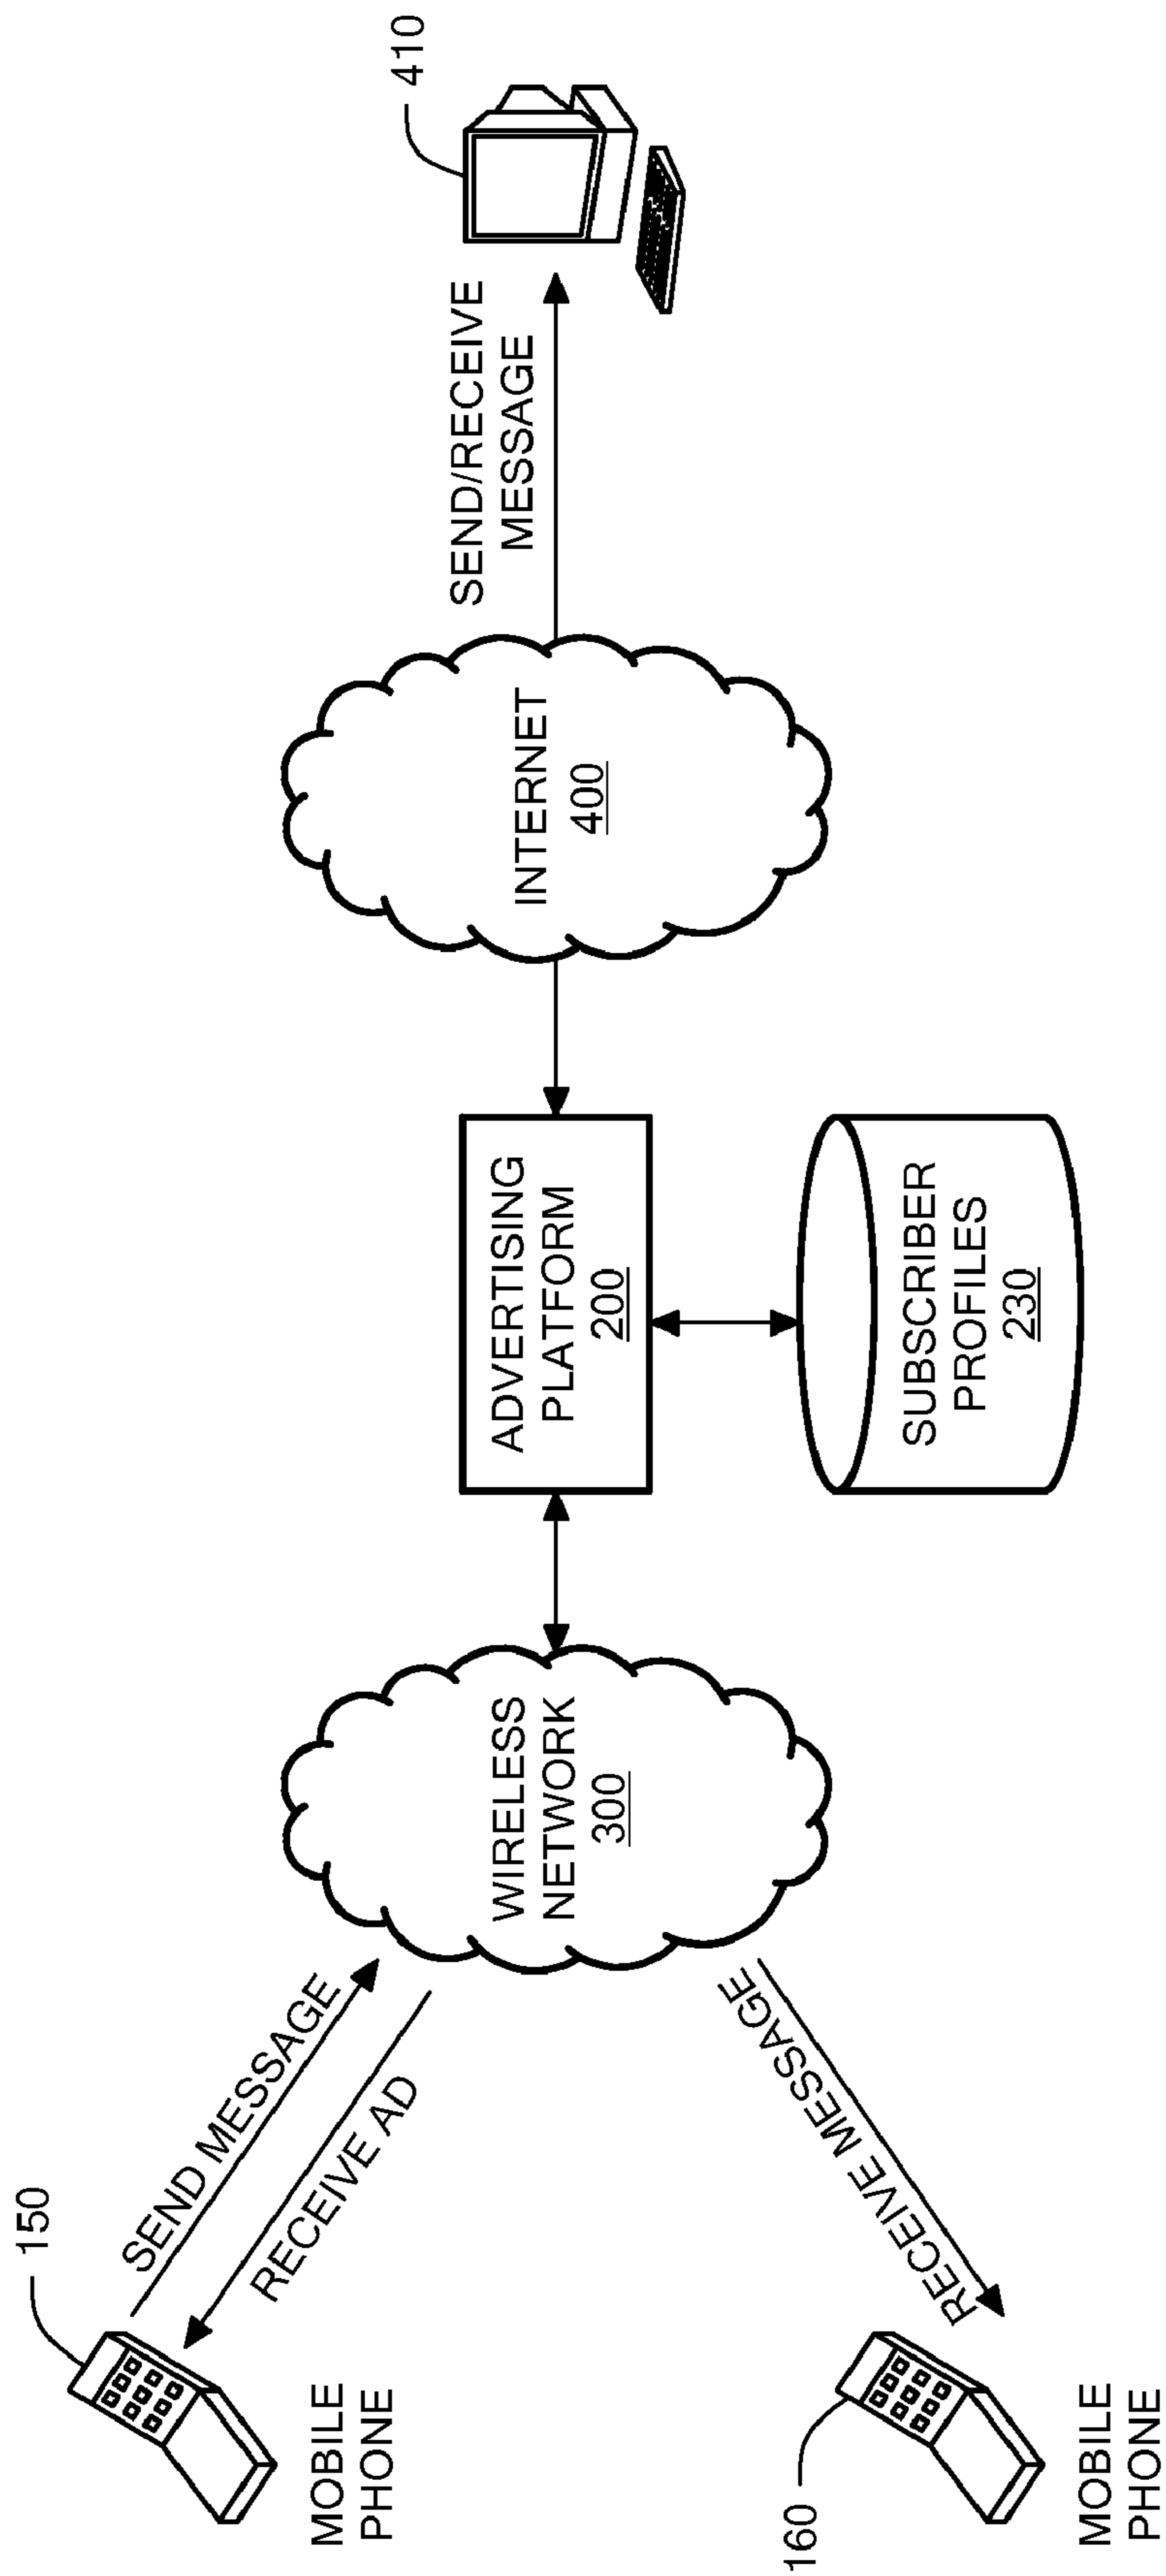 150
SEND MESSAGE
RECEIVE AD
MOBILE
PHONE
160
RECEIVE MESSAGE
MOBILE
PHONE
WIRELESS
NETWORK
300
ADVERTISING
PLATFORM
200
SUBSCRIBER
PROFILES
230
INTERNET
400
SEND/RECEIVE
MESSAGE
410